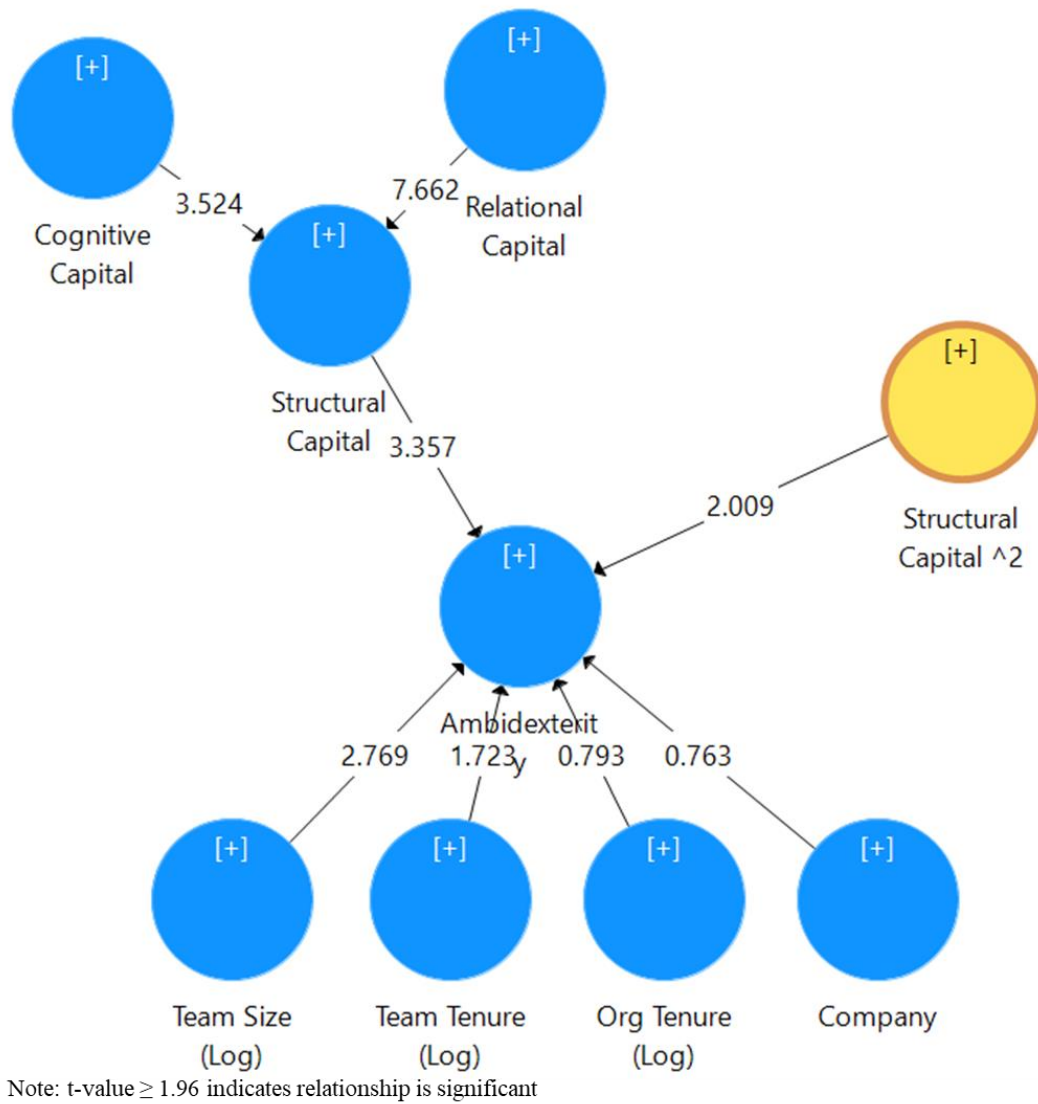 [+]
[+]
3.524
7.662
Cognitive
Capital
Relational
Capital
[+]
Structural
Capital
3.357
[+]
2.009
Structural
Capital ^2
[+]
Ambidexterit
y
2.769
1.723
0.793
0.763
[+]
[+]
[+]
[+]
Team Size
(Log)
Team Tenure
(Log)
Org Tenure
(Log)
Company
Note: t-value ≥ 1.96 indicates relationship is significant